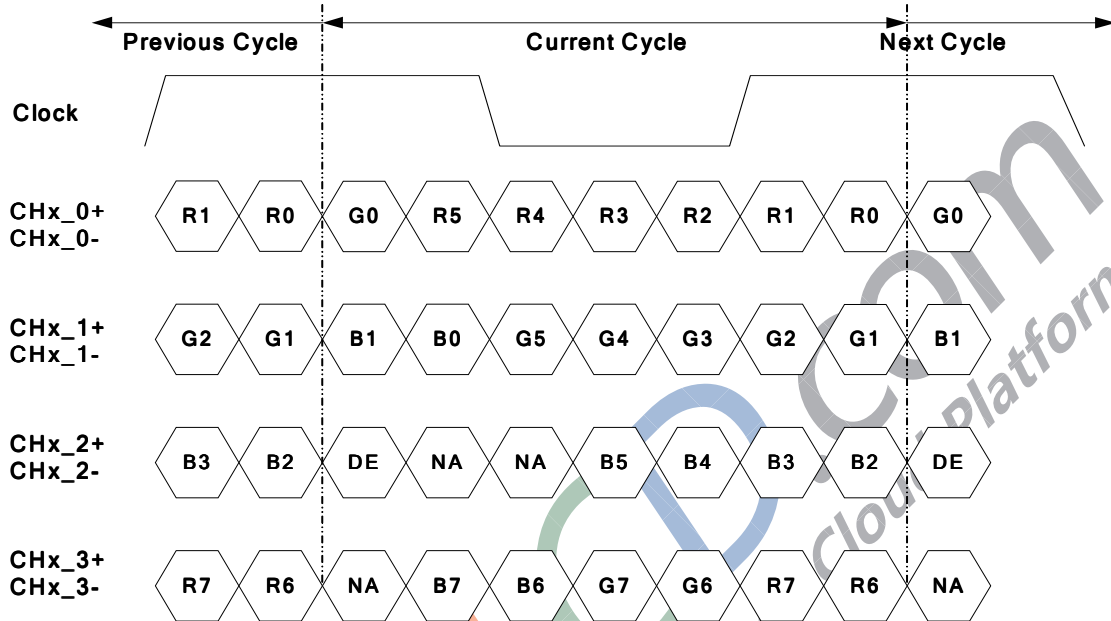 Previous Cycle Current Cycle Next Cycle
Clock
CHx_0+
CHx_0-
R1 R0 G0 R5 R4 R3 R2 R1 R0 G0
CHx_1+
CHx_1-
G2 G1 B1 B0 G5 G4 G3 G2 G1 B1
CHx_2+
CHx_2-
B3 B2 DE NA NA B5 B4 B3 B2 DE
CHx_3+
CHx_3-
R7 R6 NA B7 B6 G7 G6 R7 R6 NA
.com
Cloud Platform